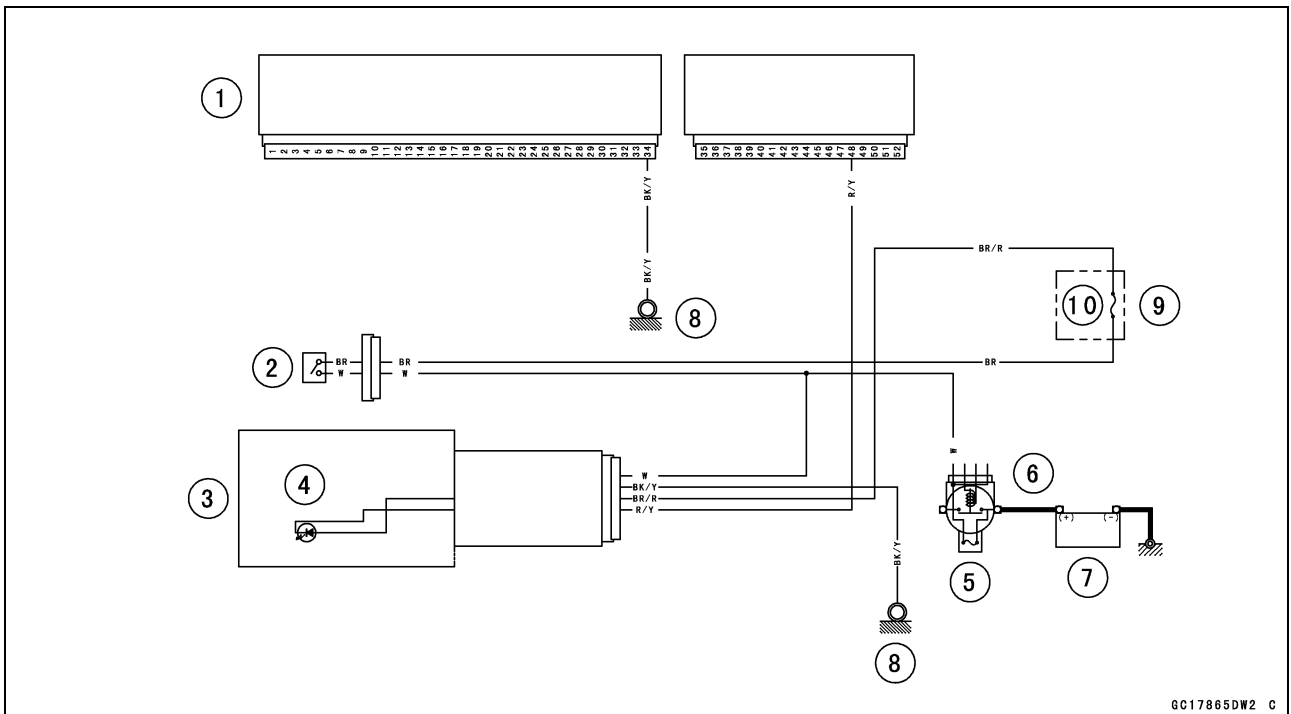 1
1 2 3 4 5 6 7 8 9 10 11 12 13 14 15 16 17 18 19 20 21 22 23 24 25 26 27 28 29 30 31 32 33 34
35 36 37 38 39 40 41 42 43 44 45 46 47 48 49 50 51 52
BK/Y
R/Y
BR/R
BK/Y
8
10
9
2
BR
W
BR
W
BR
W
6
4
3
W
BK/Y
BR/R
R/Y
(+)
(-)
BK/Y
5
7
8
GC17865DW2 C